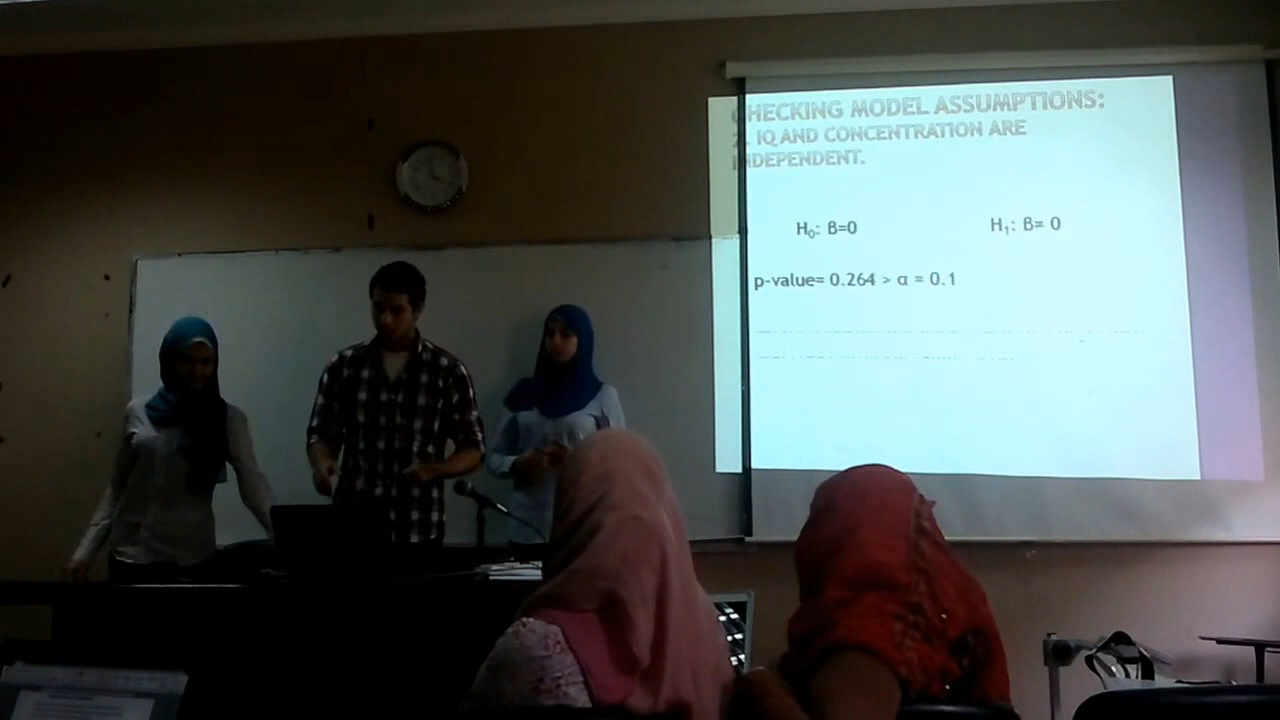 CHECKING MODEL ASSUMPTIONS:
2. IQ AND CONCENTRATION ARE
INDEPENDENT.
H₀: β=0
H₁: β= 0
p-value= 0.264 > α = 0.1